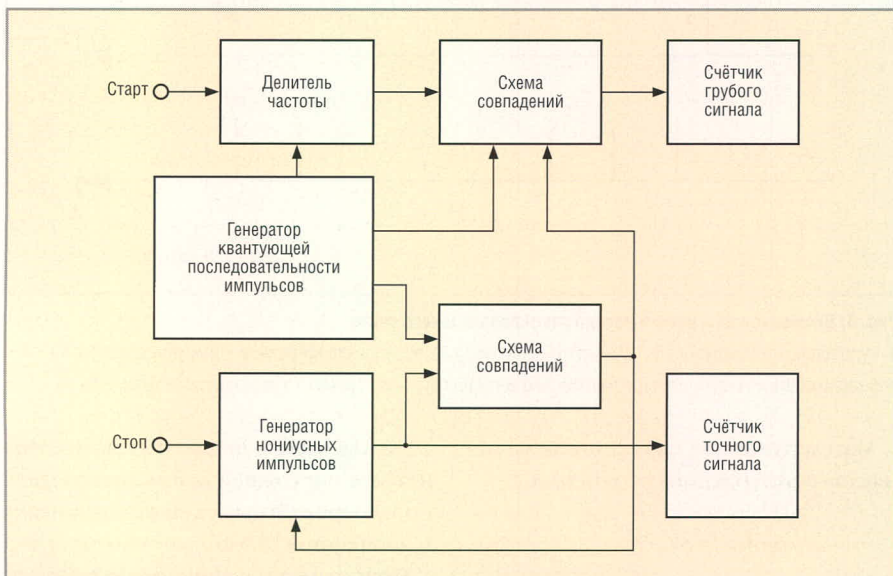 Старт
Делитель
частоты
Схема
совпадений
Счётчик
грубого
сигнала
Генератор
квантующей
последовательности
импульсов
Схема
совпадений
Стоп
Генератор
нониусных
импульсов
Счётчик
точного
сигнала